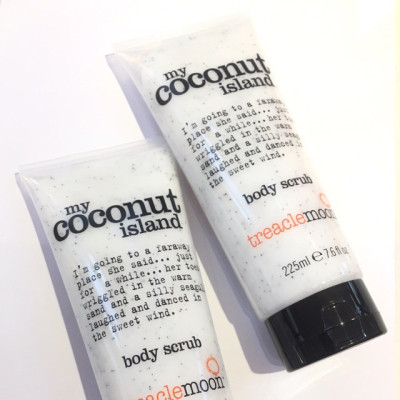 my
coconut
island
I'm going to a faraway
place she said... just
for a while... her toes
wriggled in the warm
sand and a silly seagull
laughed and danced in
the sweet wind.
body scrub
treaclemoon
my
coconut
island
I'm going to a faraway
place she said... just
for a while... her toes
wriggled in the warm
sand and a silly seagull
laughed and danced in
the sweet wind.
body scrub
treaclemoon
225ml ℮ 7.6fl.oz